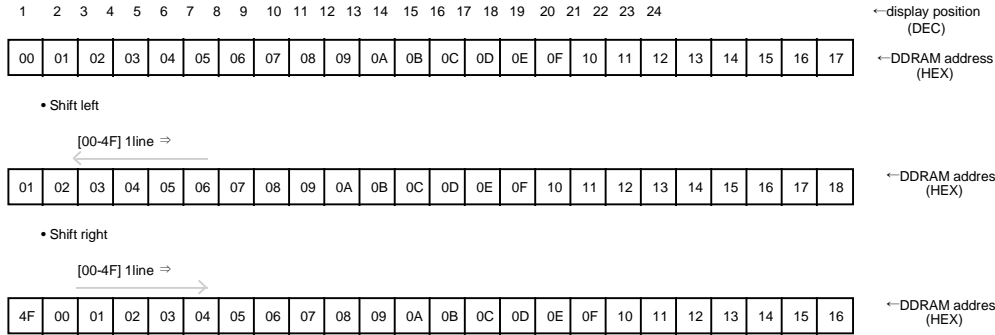 1 2 3 4 5 6 7 8 9 10 11 12 13 14 15 16 17 18 19 20 21 22 23 24 ←display position
(DEC)
00 01 02 03 04 05 06 07 08 09 0A 0B 0C 0D 0E 0F 10 11 12 13 14 15 16 17 ←DDRAM address
(HEX)
• Shift left
[00-4F] 1line ⇒
01 02 03 04 05 06 07 08 09 0A 0B 0C 0D 0E 0F 10 11 12 13 14 15 16 17 18 ←DDRAM addres
(HEX)
• Shift right
[00-4F] 1line ⇒
4F 00 01 02 03 04 05 06 07 08 09 0A 0B 0C 0D 0E 0F 10 11 12 13 14 15 16 ←DDRAM addres
(HEX)